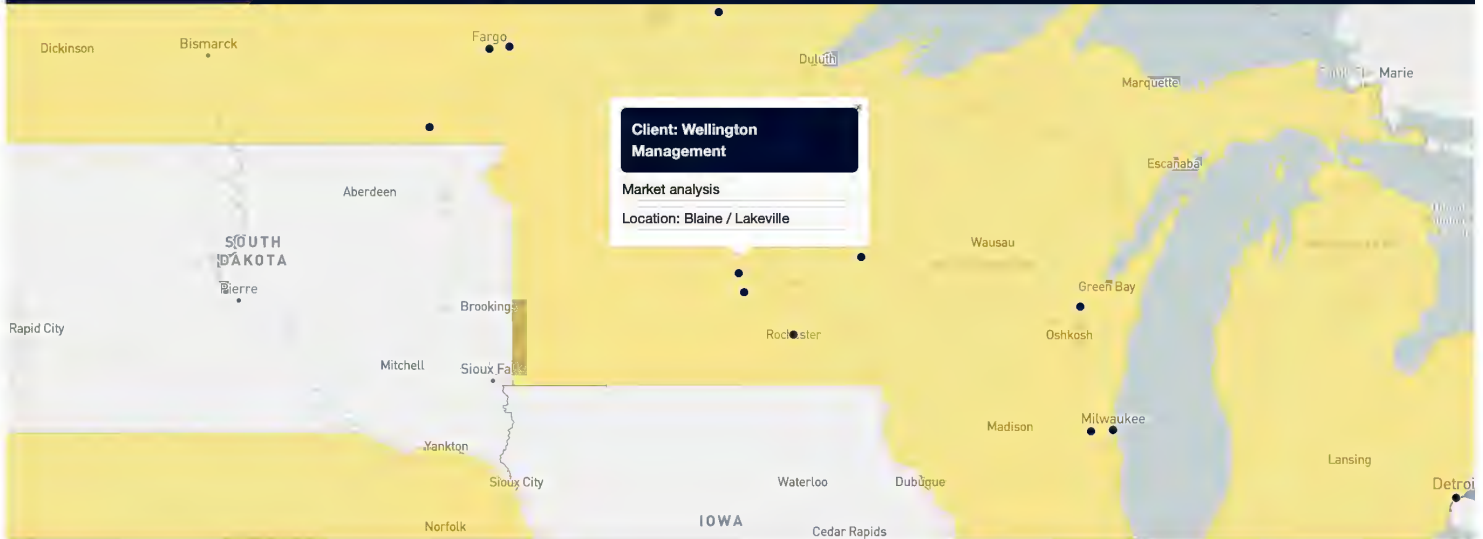 Dickinson
Bismarck
Fargo
Duluth
Marquette
Marie
Client: Wellington
Management
Market analysis
Location: Blaine / Lakeville
Escanaba
Aberdeen
SOUTH
DAKOTA
Pierre
Wausau
Green Bay
Brookings
Rapid City
Rochester
Oshkosh
Mitchell
Sioux Falls
Milwaukee
Madison
Yankton
Lansing
Sioux City
Waterloo
Dubuque
Detroi
Norfolk
IOWA
Cedar Rapids